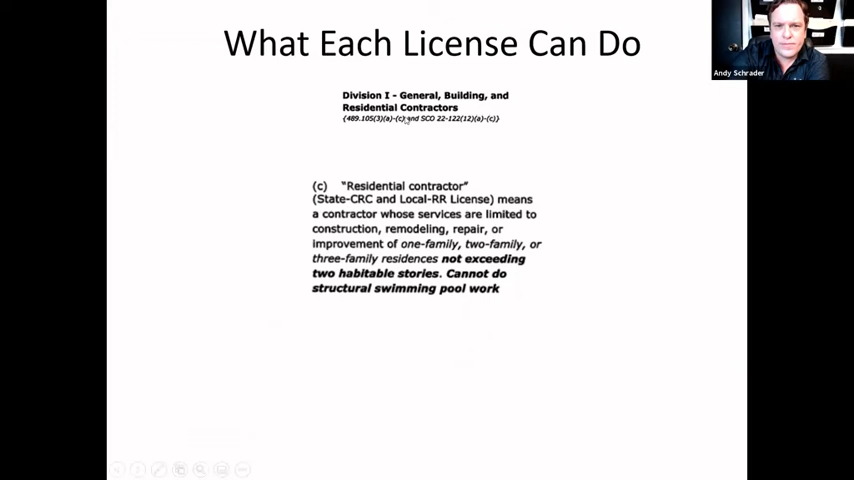 What Each License Can Do
Andy Schrader
Division I - General, Building, and
Residential Contractors
{489.105(3)(a)-(c) and SCO 22-122(12)(a)-(c)}
(c) "Residential contractor"
(State-CRC and Local-RR License) means
a contractor whose services are limited to
construction, remodeling, repair, or
improvement of one-family, two-family, or
three-family residences not exceeding
two habitable stories. Cannot do
structural swimming pool work